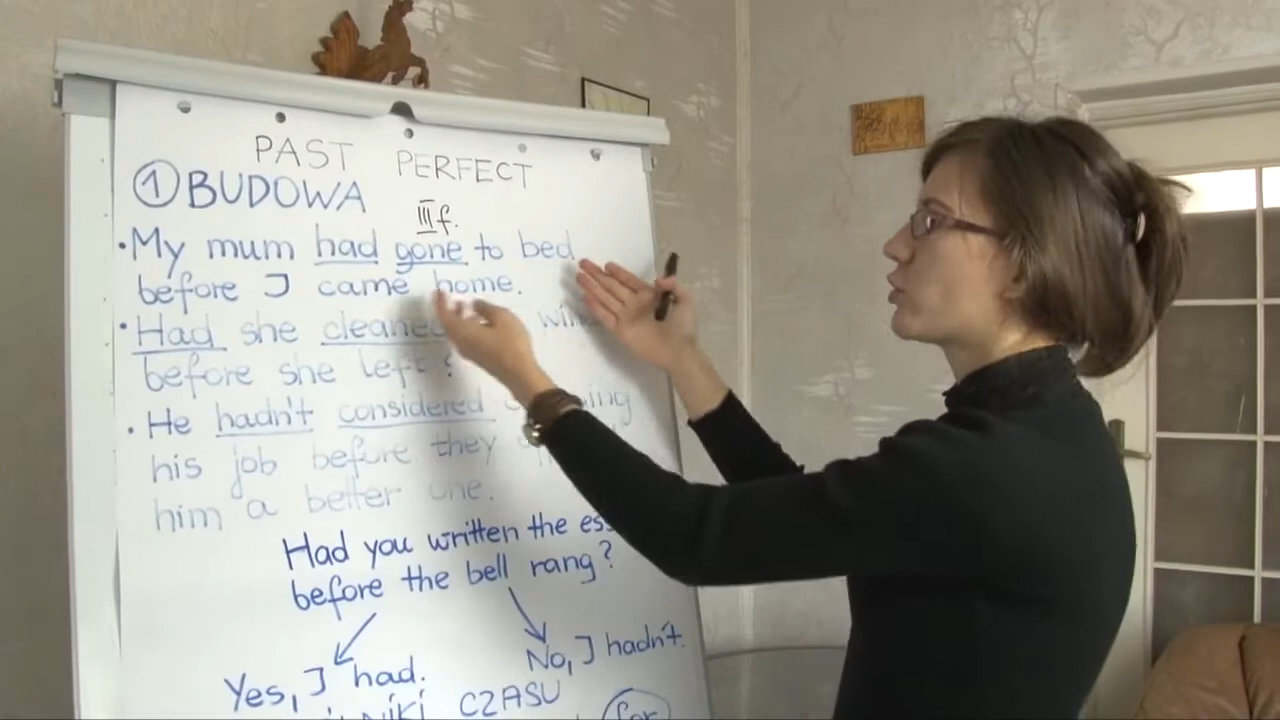 PAST PERFECT
① BUDOWA
III f.
• My mum had gone to bed
before I came home.
• Had she cleaned
before she left?
• He hadn't considered
his job before they
him a better one.
Had you written the
before the bell rang?
Yes, I had.
No, I hadn't.
CZASU
for